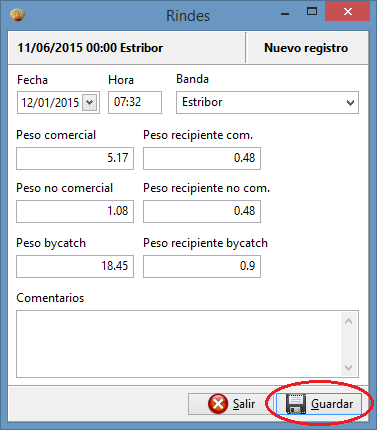 Rindes
11/06/2015 00:00 Estribor Nuevo registro
Fecha Hora Banda
12/01/2015 07:32 Estribor
Peso comercial Peso recipiente com.
5.17 0.48
Peso no comercial Peso recipiente no com.
1.08 0.48
Peso bycatch Peso recipiente bycatch
18.45 0.9
Comentarios
Salir Guardar